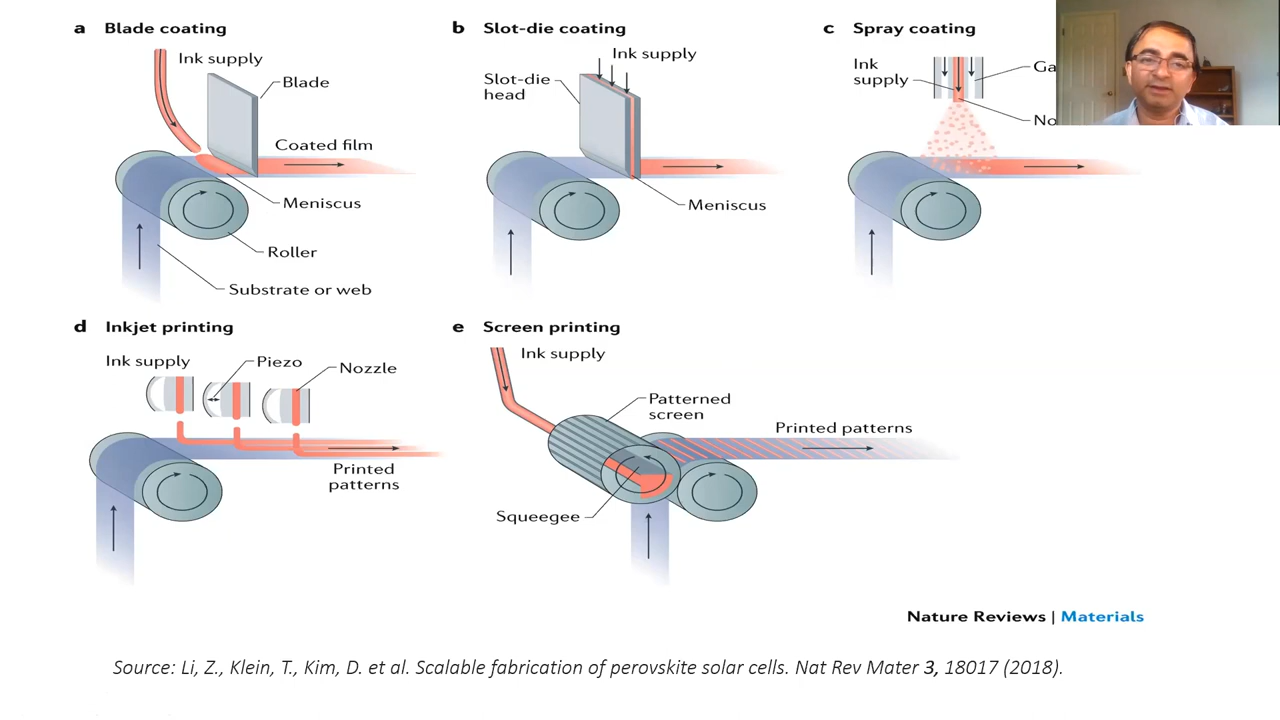 a Blade coating
Ink supply
Blade
Coated film
Meniscus
Roller
Substrate or web
b Slot-die coating
Ink supply
Slot-die
head
Meniscus
c Spray coating
Ink
supply
Ga
No
d Inkjet printing
Ink supply
Piezo
Nozzle
Printed
patterns
e Screen printing
Ink supply
Patterned
screen
Printed patterns
Squeegee
Nature Reviews | Materials
Source: Li, Z., Klein, T., Kim, D. et al. Scalable fabrication of perovskite solar cells. Nat Rev Mater 3, 18017 (2018).